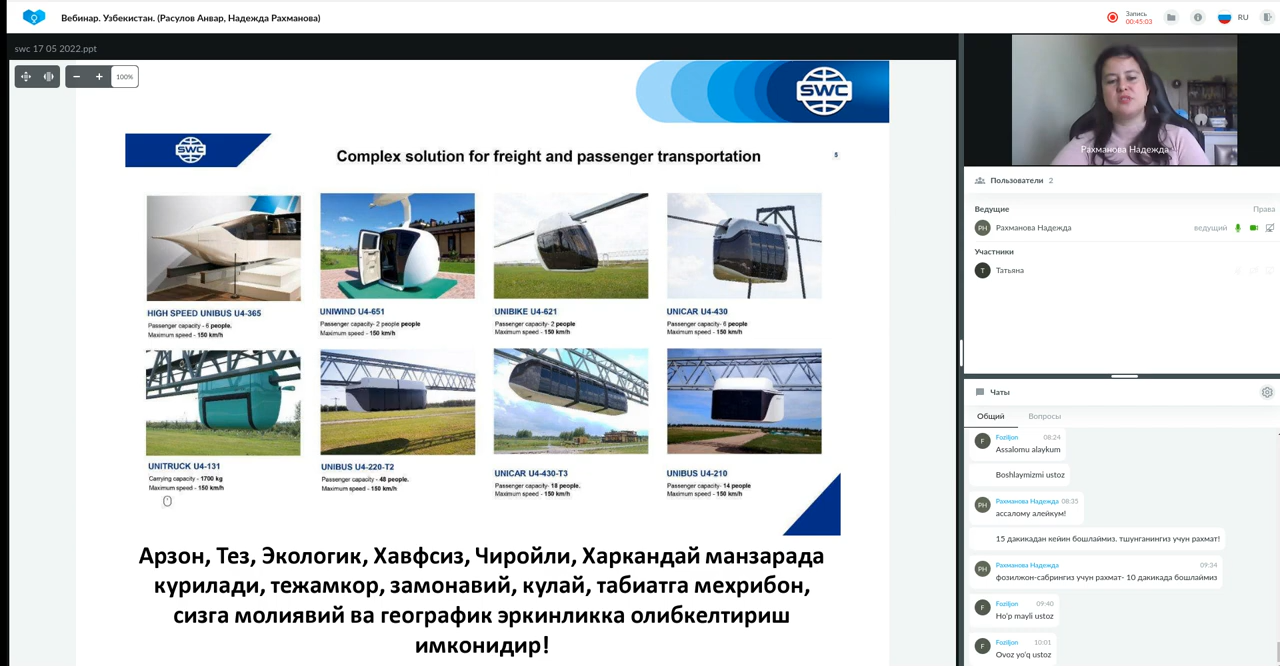 Вебинар. Узбекистан. (Расулов Анвар, Надежда Рахманова)
Запись
00:45:03
RU
swc 17 05 2022.ppt
100%
SWC
SWC
Complex solution for freight and passenger transportation
5
HIGH SPEED UNIBUS U4-365
Passenger capacity - 6 people.
Maximum speed - 150 km/h
UNIWIND U4-651
Passenger capacity- 2 people people
Maximum speed - 150 km/h
UNIBIKE U4-621
Passenger capacity- 2 people
Maximum speed - 150 km/h
UNICAR U4-430
Passenger capacity - 6 people
Maximum speed - 150 km/h
UNITRUCK U4-131
Carrying capacity - 1700 kg
Maximum speed - 150 km/h
UNIBUS U4-220-T2
Passenger capacity - 48 people.
Maximum speed - 150 km/h
UNICAR U4-430-T3
Passenger capacity - 18 people.
Maximum speed - 150 km/h
UNIBUS U4-210
Passenger capacity - 14 people
Maximum speed - 150 km/h
Арзон, Тез, Экологик, Хавфсиз, Чиройли, Харкандай манзарада
курилади, тежамкор, замонавий, кулай, табиатга мехрибон,
сизга молиявий ва географик эркинликка олибкелтириш
имконидир!
Рахманова Надежда
Пользователи 2
Ведущие Права
РН Рахманова Надежда ведущий
Участники
Т Татьяна
Чаты
Общий Вопросы
F Foziljon 08:24
Assalomu alaykum
Boshlaymizmi ustoz
РН Рахманова Надежда 08:35
ассалому алейкум!
15 дакикадан кейин бошлаймиз. тшунганингиз учун рахмат!
РН Рахманова Надежда 09:34
фозилжон-сабрингиз учун рахмат- 10 дакикада бошлаймиз
F Foziljon 09:40
Ho'p mayli ustoz
F Foziljon 10:01
Ovoz yo'q ustoz